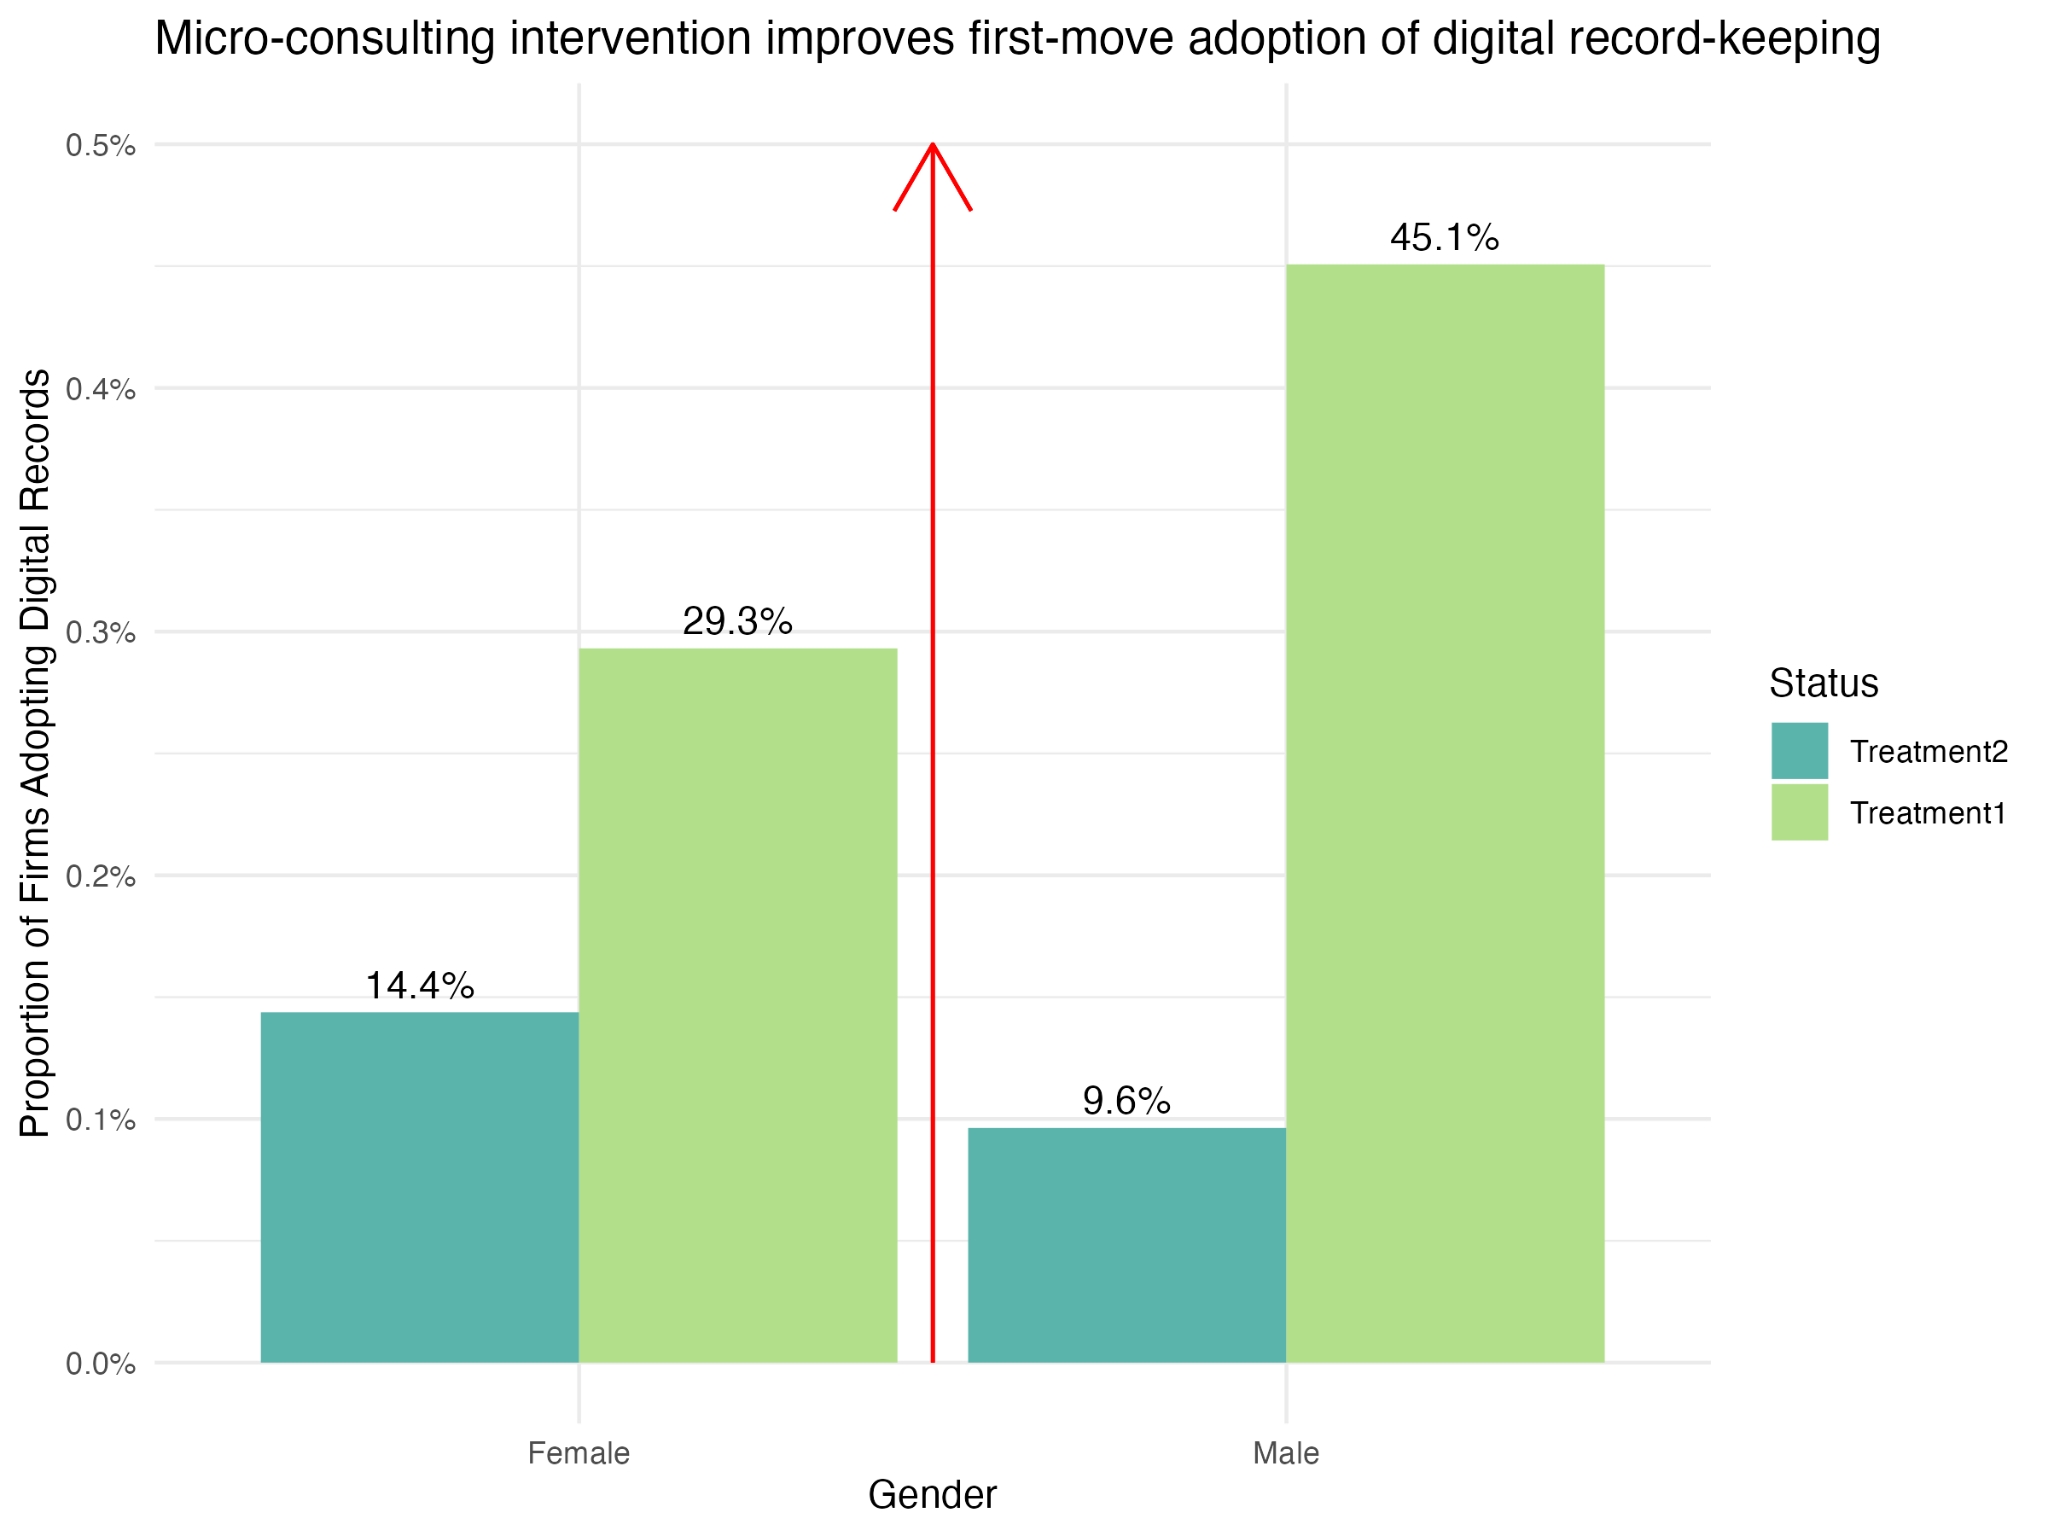 Micro-consulting intervention improves first-move adoption of digital record-keeping
Proportion of Firms Adopting Digital Records
0.5%
0.4%
0.3%
0.2%
0.1%
0.0%
14.4%
29.3%
9.6%
45.1%
Female
Male
Gender
Status
Treatment2
Treatment1